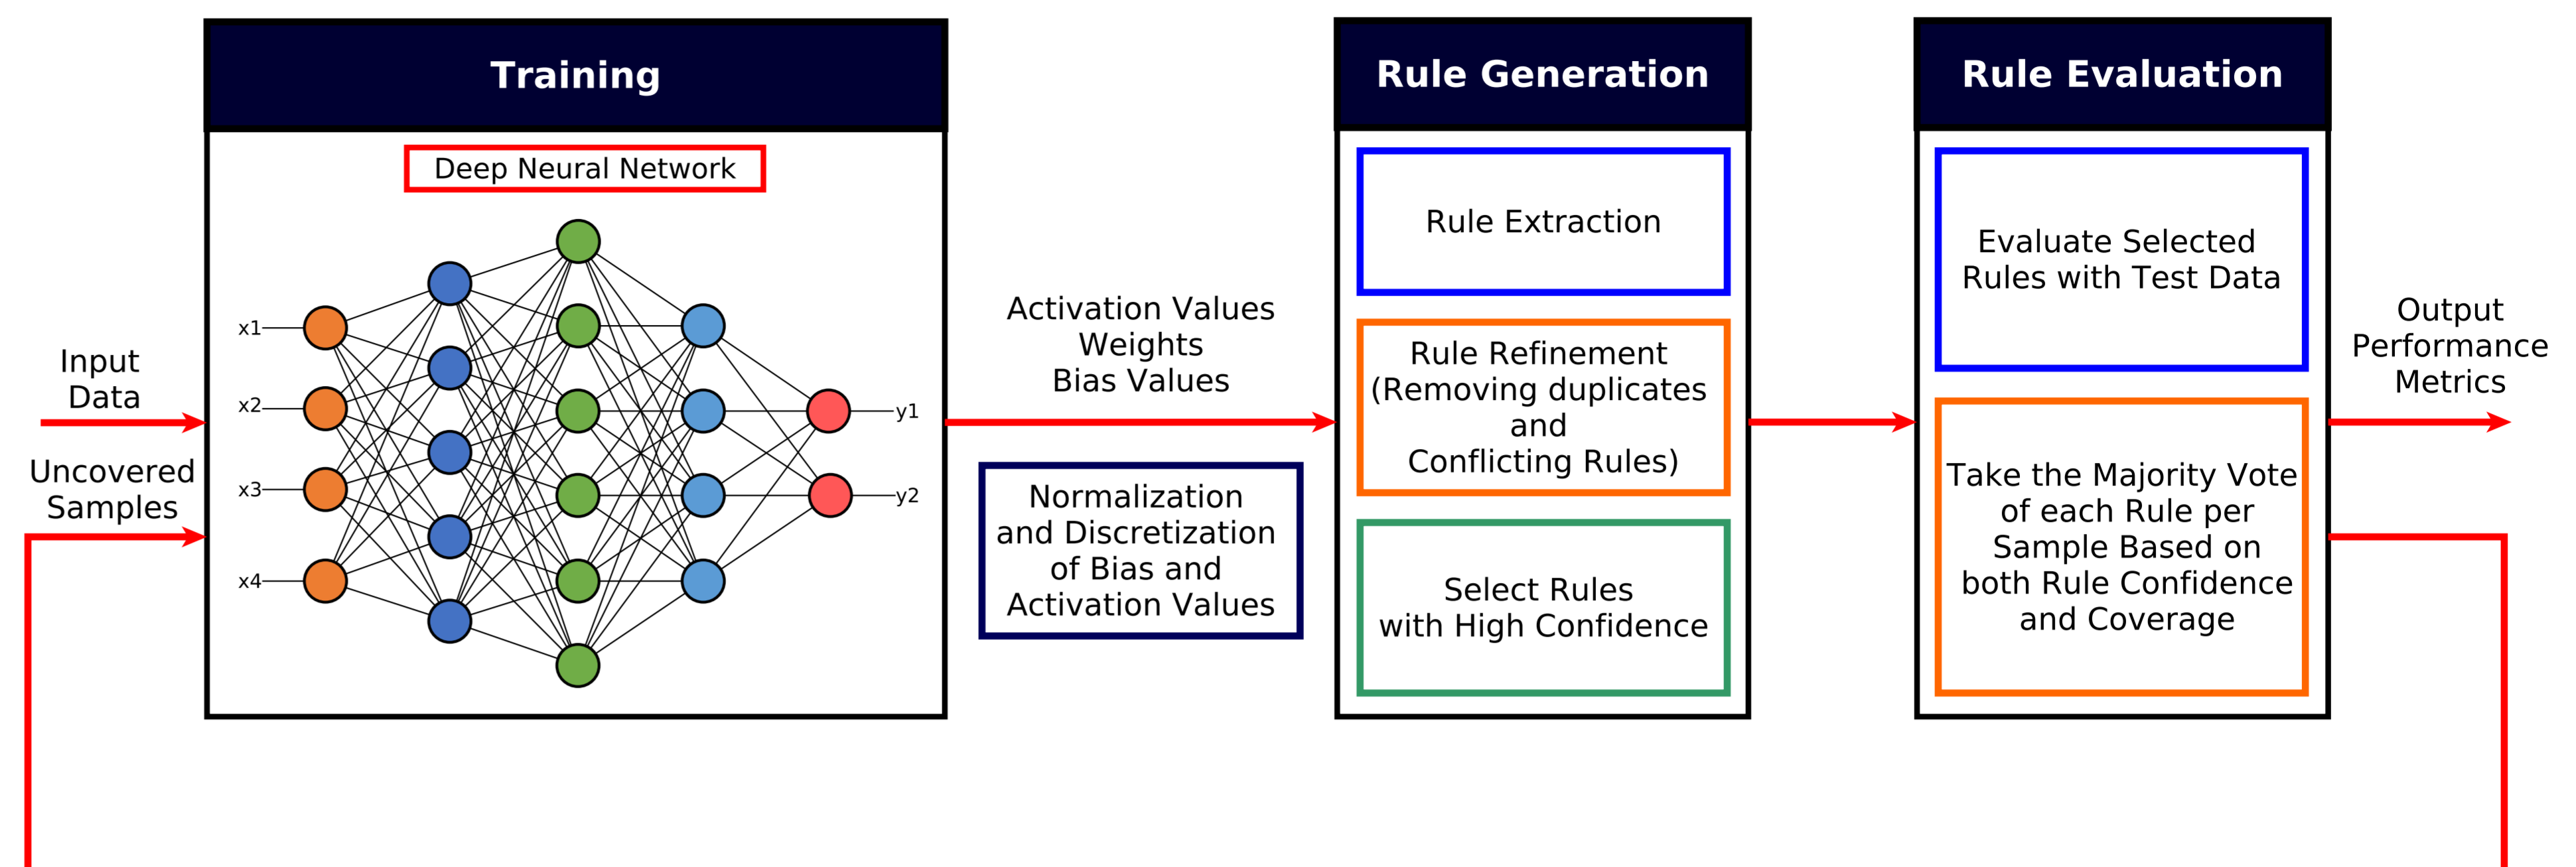 Training
Deep Neural Network
x1
x2
x3
x4
y1
y2
Input
Data
Uncovered
Samples
Activation Values
Weights
Bias Values
Normalization
and Discretization
of Bias and
Activation Values
Rule Generation
Rule Extraction
Rule Refinement
(Removing duplicates
and
Conflicting Rules)
Select Rules
with High Confidence
Rule Evaluation
Evaluate Selected
Rules with Test Data
Take the Majority Vote
of each Rule per
Sample Based on
both Rule Confidence
and Coverage
Output
Performance
Metrics